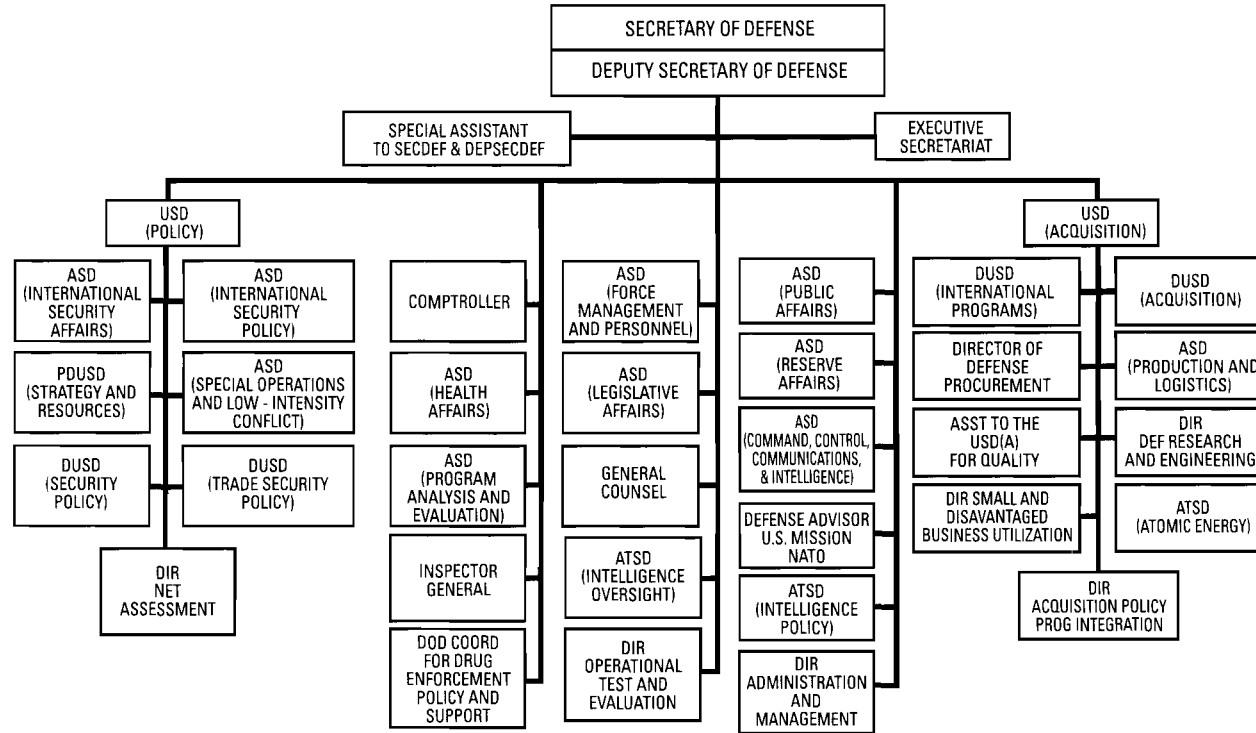 SECRETARY OF DEFENSE
DEPUTY SECRETARY OF DEFENSE
SPECIAL ASSISTANT
TO SECDEF & DEPSECDEF
EXECUTIVE
SECRETARIAT
USD
(POLICY)
ASD
(INTERNATIONAL
SECURITY
AFFAIRS)
ASD
(INTERNATIONAL
SECURITY
POLICY)
PDUSD
(STRATEGY AND
RESOURCES)
ASD
(SPECIAL OPERATIONS
AND LOW - INTENSITY
CONFLICT)
DUSD
(SECURITY
POLICY)
DUSD
(TRADE SECURITY
POLICY)
DIR
NET
ASSESSMENT
COMPTROLLER
ASD
(HEALTH
AFFAIRS)
ASD
(PROGRAM
ANALYSIS AND
EVALUATION)
INSPECTOR
GENERAL
DOD COORD
FOR DRUG
ENFORCEMENT
POLICY AND
SUPPORT
ASD
(FORCE
MANAGEMENT
AND PERSONNEL)
ASD
(LEGISLATIVE
AFFAIRS)
GENERAL
COUNSEL
ATSD
(INTELLIGENCE
OVERSIGHT)
DIR
OPERATIONAL
TEST AND
EVALUATION
ASD
(PUBLIC
AFFAIRS)
ASD
(RESERVE
AFFAIRS)
ASD
(COMMAND, CONTROL,
COMMUNICATIONS,
& INTELLIGENCE)
DEFENSE ADVISOR
U.S. MISSION
NATO
ATSD
(INTELLIGENCE
POLICY)
DIR
ADMINISTRATION
AND
MANAGEMENT
USD
(ACQUISITION)
DUSD
(INTERNATIONAL
PROGRAMS)
DUSD
(ACQUISITION)
DIRECTOR OF
DEFENSE
PROCUREMENT
ASD
(PRODUCTION AND
LOGISTICS)
ASST TO THE
USD(A)
FOR QUALITY
DIR
DEF RESEARCH
AND ENGINEERING
DIR SMALL AND
DISAVANTAGED
BUSINESS UTILIZATION
ATSD
(ATOMIC ENERGY)
DIR
ACQUISITION POLICY
PROG INTEGRATION